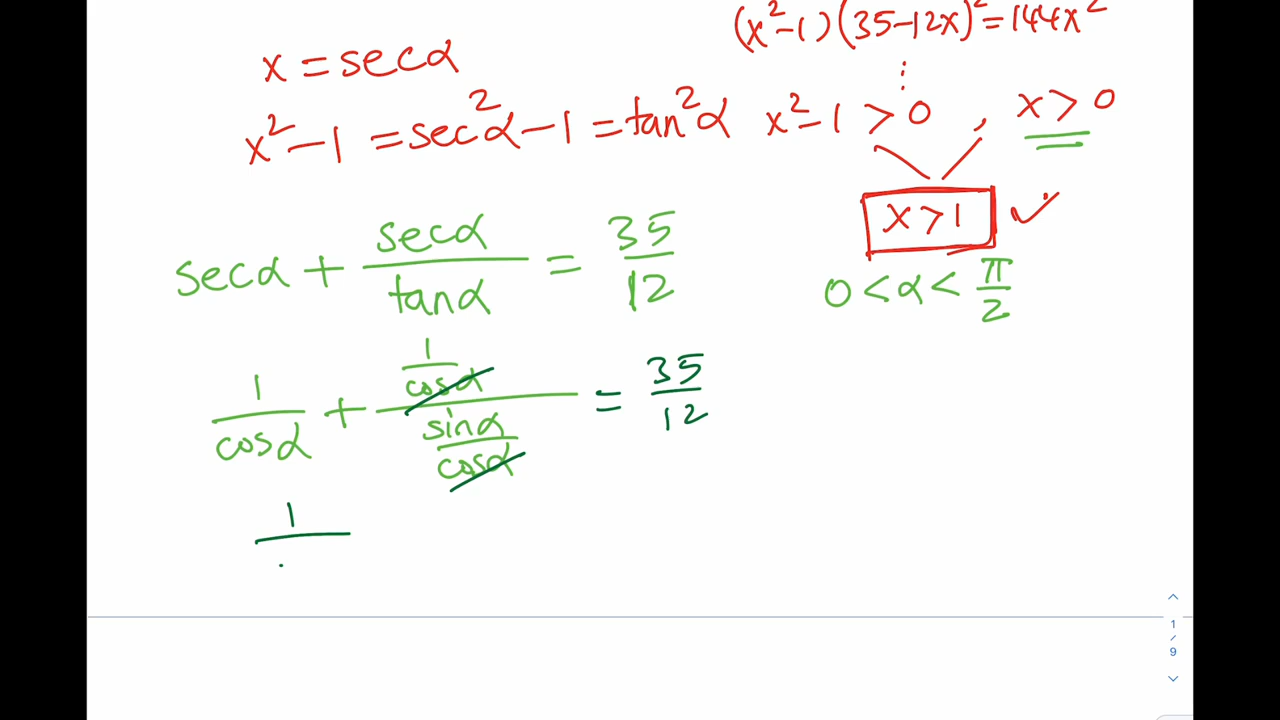 (x²-1)(35-12x)²=144x²
⋮
x = secα
x²-1 = sec²α-1 = tan²α
x²-1 > 0 , x > 0
x > 1 ✓
0 < α < π/2
secα + secα/tanα = 35/12
1/cosα + (1/cosα)/(sinα/cosα) = 35/12
1
1
/
9